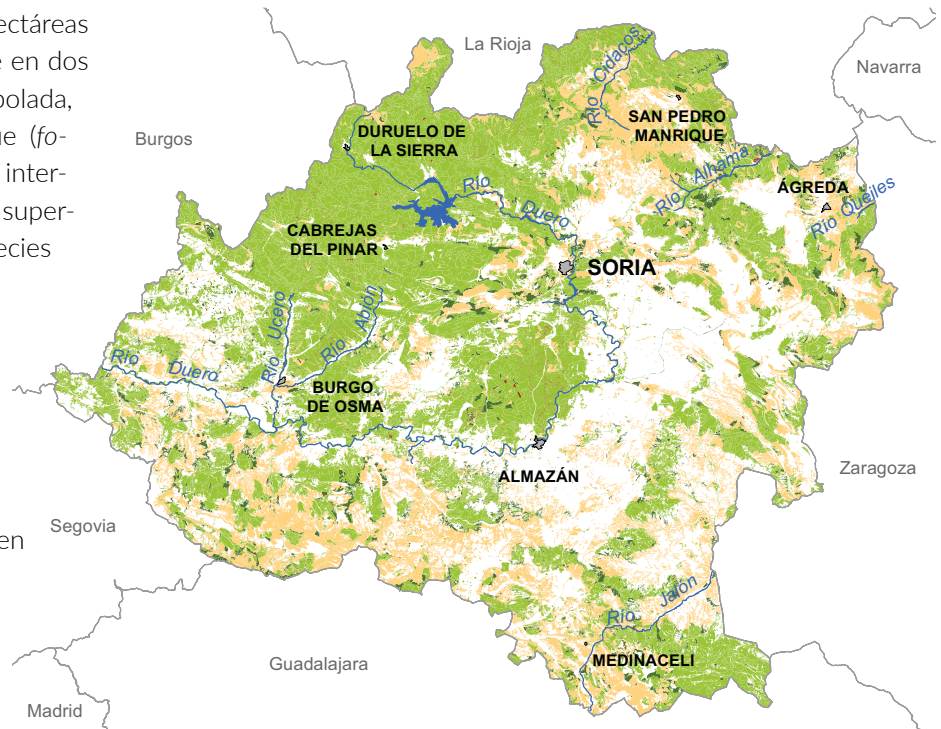 ectáreas
e en dos
bolada,
ue (fo-
inter-
super-
ecies
en
La Rioja
Navarra
Burgos
Zaragoza
Segovia
Guadalajara
Madrid
DURUELO DE
LA SIERRA
SAN PEDRO
MANRIQUE
ÁGREDA
CABREJAS
DEL PINAR
SORIA
BURGO
DE OSMA
ALMAZÁN
MEDINACELI
Río Cidacos
Río Alhama
Río Queiles
Río Duero
Río Ucero
Río Abión
Río Duero
Río Jalón